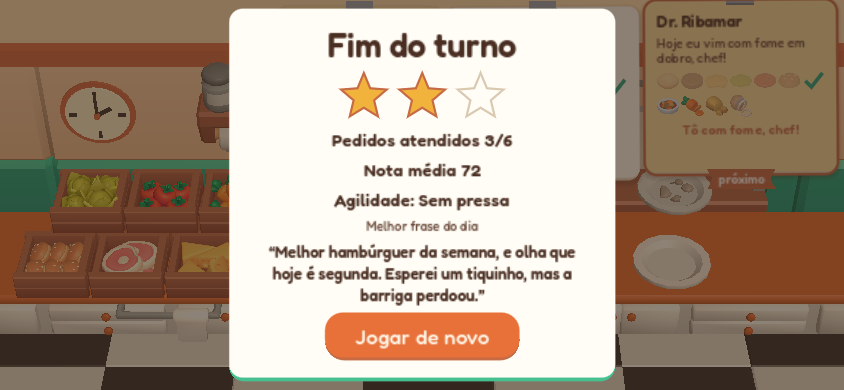 Fim do turno
Pedidos atendidos 3/6
Nota média 72
Agilidade: Sem pressa
Melhor frase do dia
“Melhor hambúrguer da semana, e olha que
hoje é segunda. Esperei um tiquinho, mas a
barriga perdoou.”
Jogar de novo
Dr. Ribamar
Hoje eu vim com fome em
dobro, chef!
Tô com fome, chef!
próximo